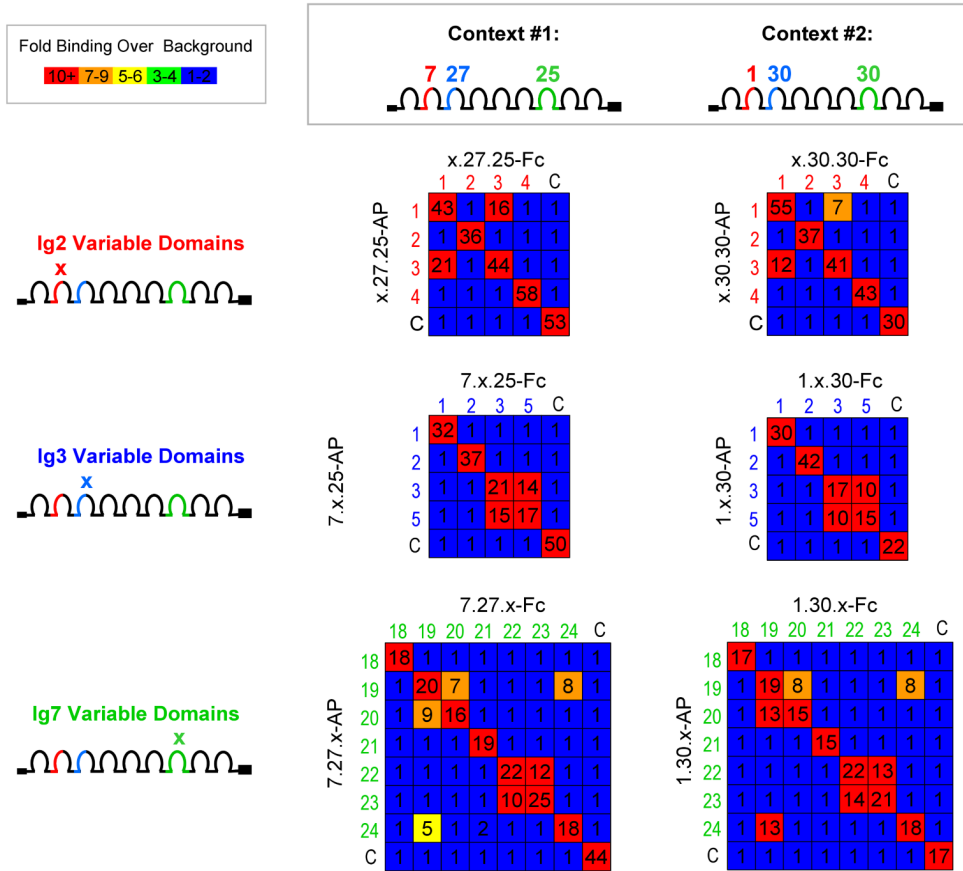 Fold Binding Over Background
10+ 7-9 5-6 3-4 1-2
Context #1:
7 27 25
Context #2:
1 30 30
Ig2 Variable Domains
x
x.27.25-Fc
1 2 3 4 C
x.27.25-AP
1 43 1 16 1 1
2 1 36 1 1 1
3 21 1 44 1 1
4 1 1 1 58 1
C 1 1 1 1 53
x.30.30-Fc
1 2 3 4 C
x.30.30-AP
1 55 1 7 1 1
2 1 37 1 1 1
3 12 1 41 1 1
4 1 1 1 43 1
C 1 1 1 1 30
Ig3 Variable Domains
x
7.x.25-Fc
1 2 3 5 C
7.x.25-AP
1 32 1 1 1 1
2 1 37 1 1 1
3 1 1 21 14 1
5 1 1 15 17 1
C 1 1 1 1 50
1.x.30-Fc
1 2 3 5 C
1.x.30-AP
1 30 1 1 1 1
2 1 42 1 1 1
3 1 1 17 10 1
5 1 1 10 15 1
C 1 1 1 1 22
Ig7 Variable Domains
x
7.27.x-Fc
18 19 20 21 22 23 24 C
7.27.x-AP
18 18 1 1 1 1 1 1 1
19 1 20 7 1 1 1 8 1
20 1 9 16 1 1 1 1 1
21 1 1 1 19 1 1 1 1
22 1 1 1 1 22 12 1 1
23 1 1 1 1 10 25 1 1
24 1 5 1 2 1 1 18 1
C 1 1 1 1 1 1 1 44
1.30.x-Fc
18 19 20 21 22 23 24 C
1.30.x-AP
18 17 1 1 1 1 1 1 1
19 1 19 8 1 1 1 8 1
20 1 13 15 1 1 1 1 1
21 1 1 1 15 1 1 1 1
22 1 1 1 1 22 13 1 1
23 1 1 1 1 14 21 1 1
24 1 13 1 1 1 1 18 1
C 1 1 1 1 1 1 1 17